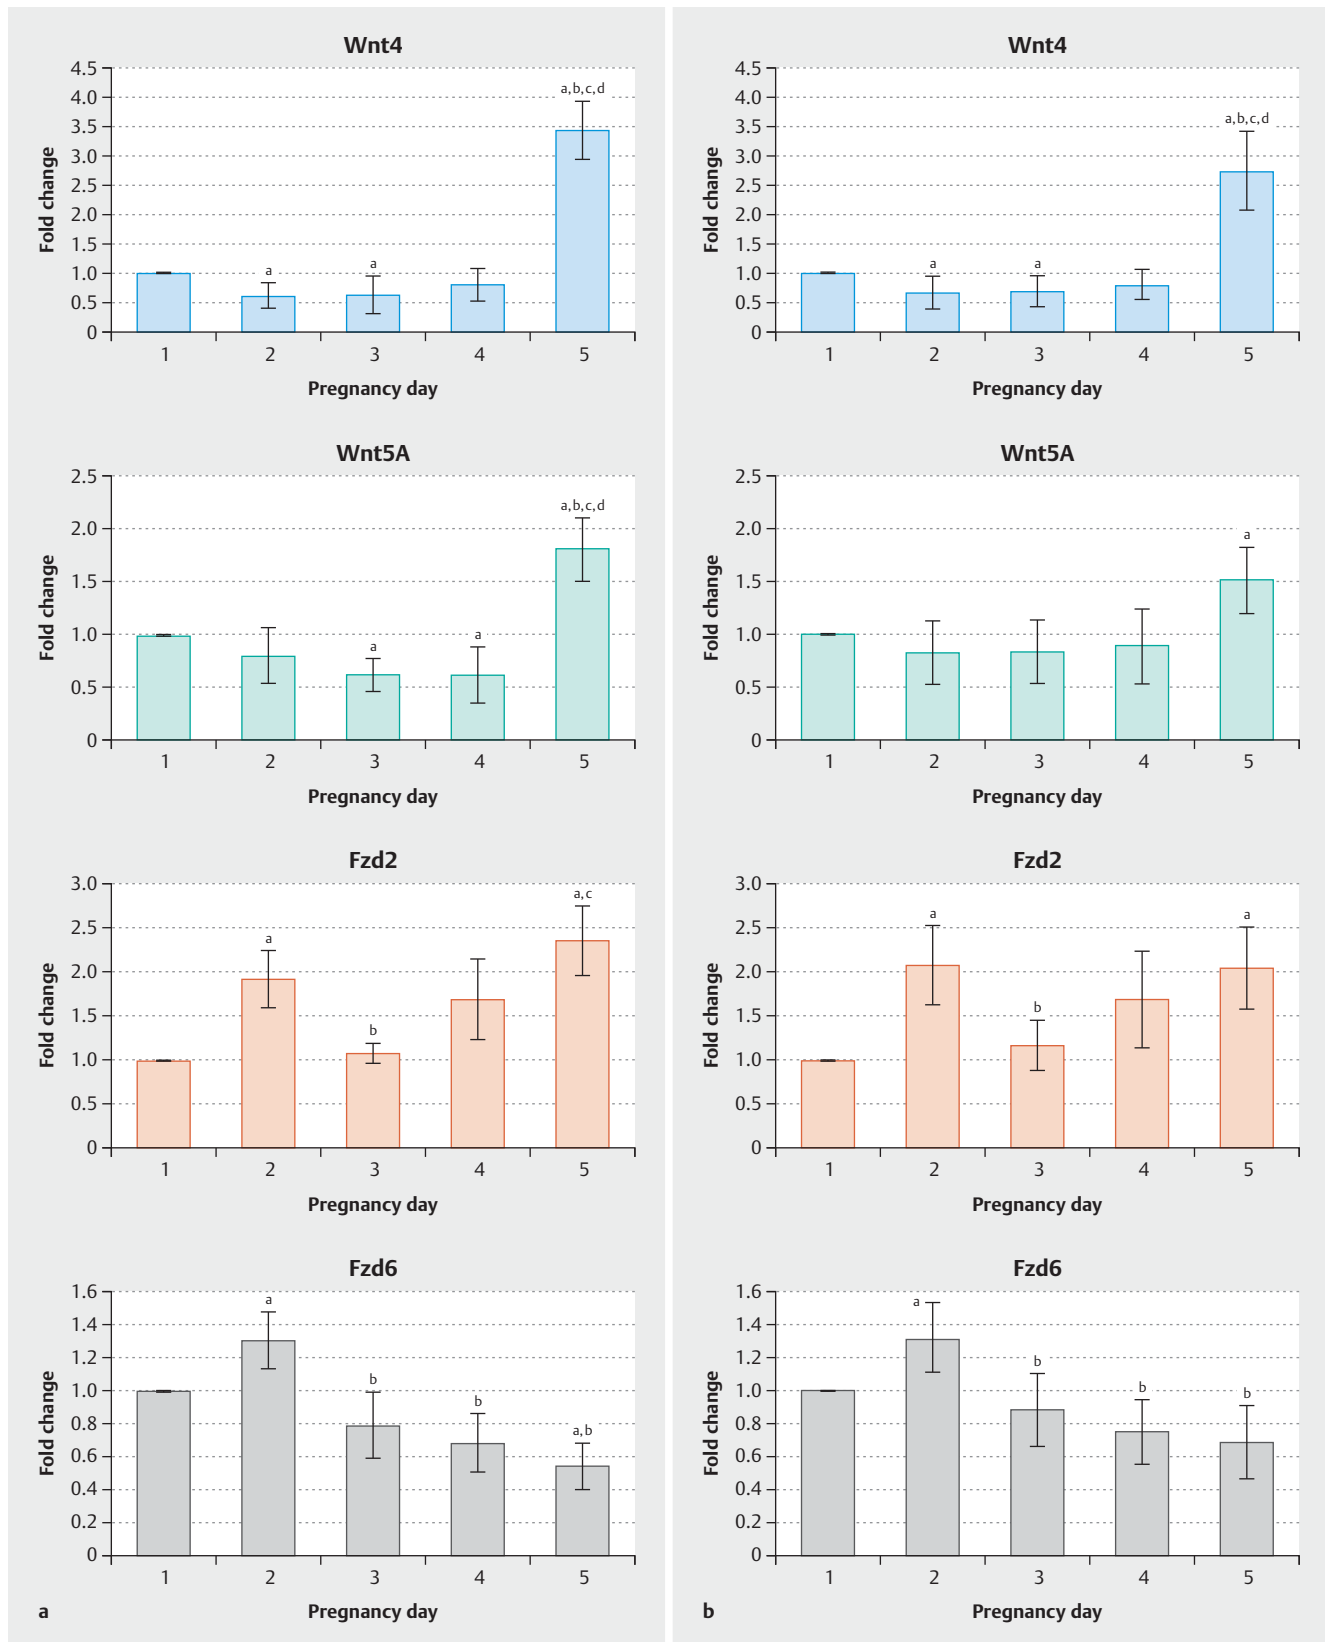 Wnt4
4.5
4.0
3.5
3.0
2.5
2.0
1.5
1.0
0.5
0
Fold change
a
a
a,b,c,d
1 2 3 4 5
Pregnancy day
Wnt5A
2.5
2.0
1.5
1.0
0.5
0
Fold change
a
a
a,b,c,d
1 2 3 4 5
Pregnancy day
Fzd2
3.0
2.5
2.0
1.5
1.0
0.5
0
Fold change
a
b
a,c
1 2 3 4 5
Pregnancy day
Fzd6
1.6
1.4
1.2
1.0
0.8
0.6
0.4
0.2
0
Fold change
a
b
b
a,b
1 2 3 4 5
Pregnancy day
a
Wnt4
4.5
4.0
3.5
3.0
2.5
2.0
1.5
1.0
0.5
0
Fold change
a
a
a,b,c,d
1 2 3 4 5
Pregnancy day
Wnt5A
2.5
2.0
1.5
1.0
0.5
0
Fold change
a
1 2 3 4 5
Pregnancy day
Fzd2
3.0
2.5
2.0
1.5
1.0
0.5
0
Fold change
a
b
a
1 2 3 4 5
Pregnancy day
Fzd6
1.6
1.4
1.2
1.0
0.8
0.6
0.4
0.2
0
Fold change
a
b
b
b
1 2 3 4 5
Pregnancy day
b